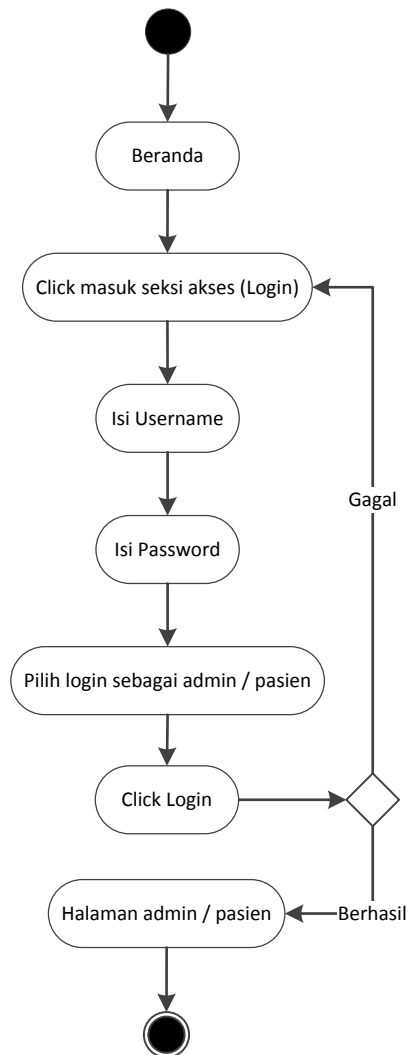 Beranda
Click masuk seksi akses (Login)
Isi Username
Gagal
Isi Password
Pilih login sebagai admin / pasien
Click Login
Halaman admin / pasien
Berhasil